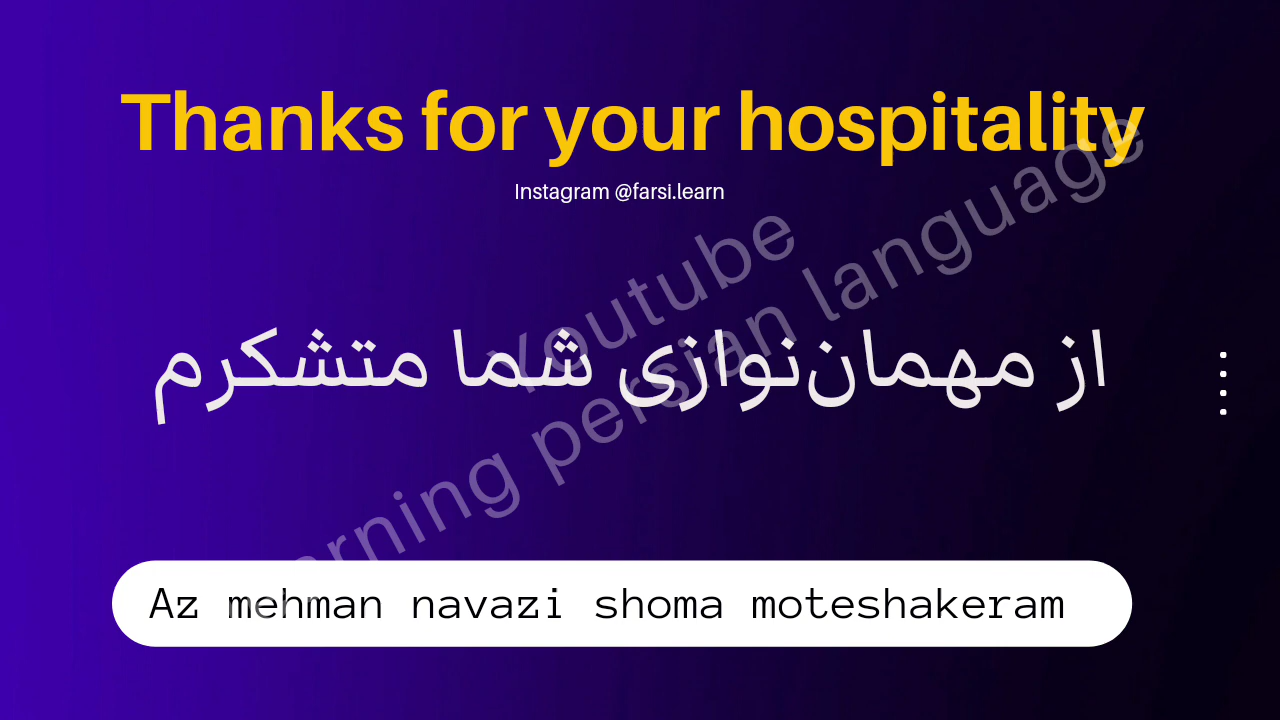 Thanks for your hospitality
Instagram @farsi.learn
Youtube
persian language
از مهمان‌نوازی شما متشکرم
Az mehman navazi shoma moteshakeram